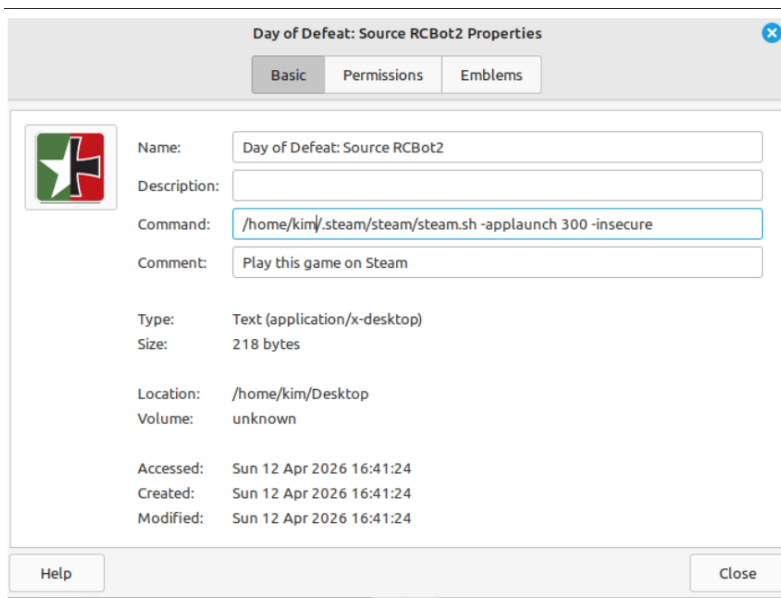 Day of Defeat: Source RCBot2 Properties
Basic Permissions Emblems
Name: Day of Defeat: Source RCBot2
Description:
Command: /home/kim/.steam/steam/steam.sh -applaunch 300 -insecure
Comment: Play this game on Steam
Type: Text (application/x-desktop)
Size: 218 bytes
Location: /home/kim/Desktop
Volume: unknown
Accessed: Sun 12 Apr 2026 16:41:24
Created: Sun 12 Apr 2026 16:41:24
Modified: Sun 12 Apr 2026 16:41:24
Help Close